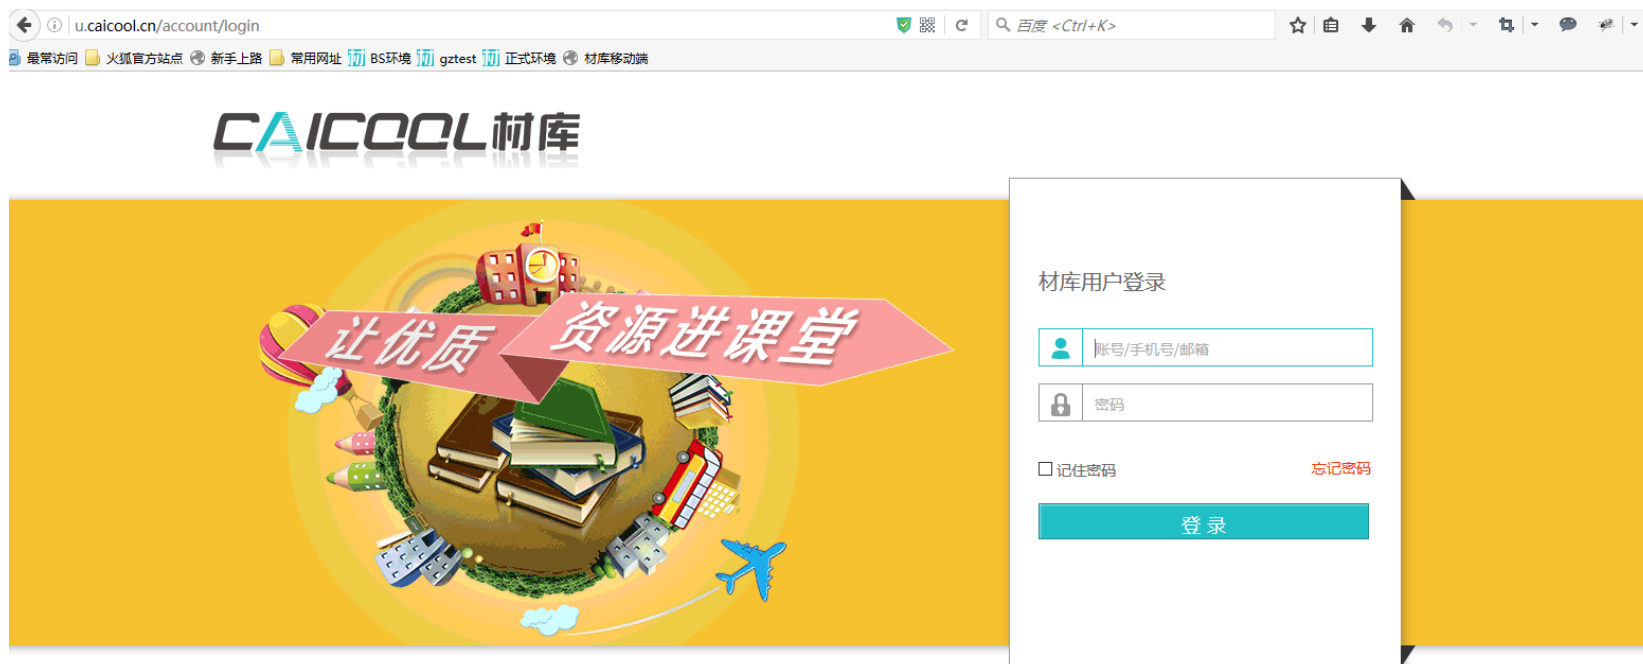 u.caicool.cn/account/login
百度 <Ctrl+K>
最常访问 火狐官方站点 新手上路 常用网址 BS环境 gztest 正式环境 材库移动端
CAICOOL材库
材库用户登录
让优质 资源进课堂
账号/手机号/邮箱
密码
记住密码 忘记密码
登 录